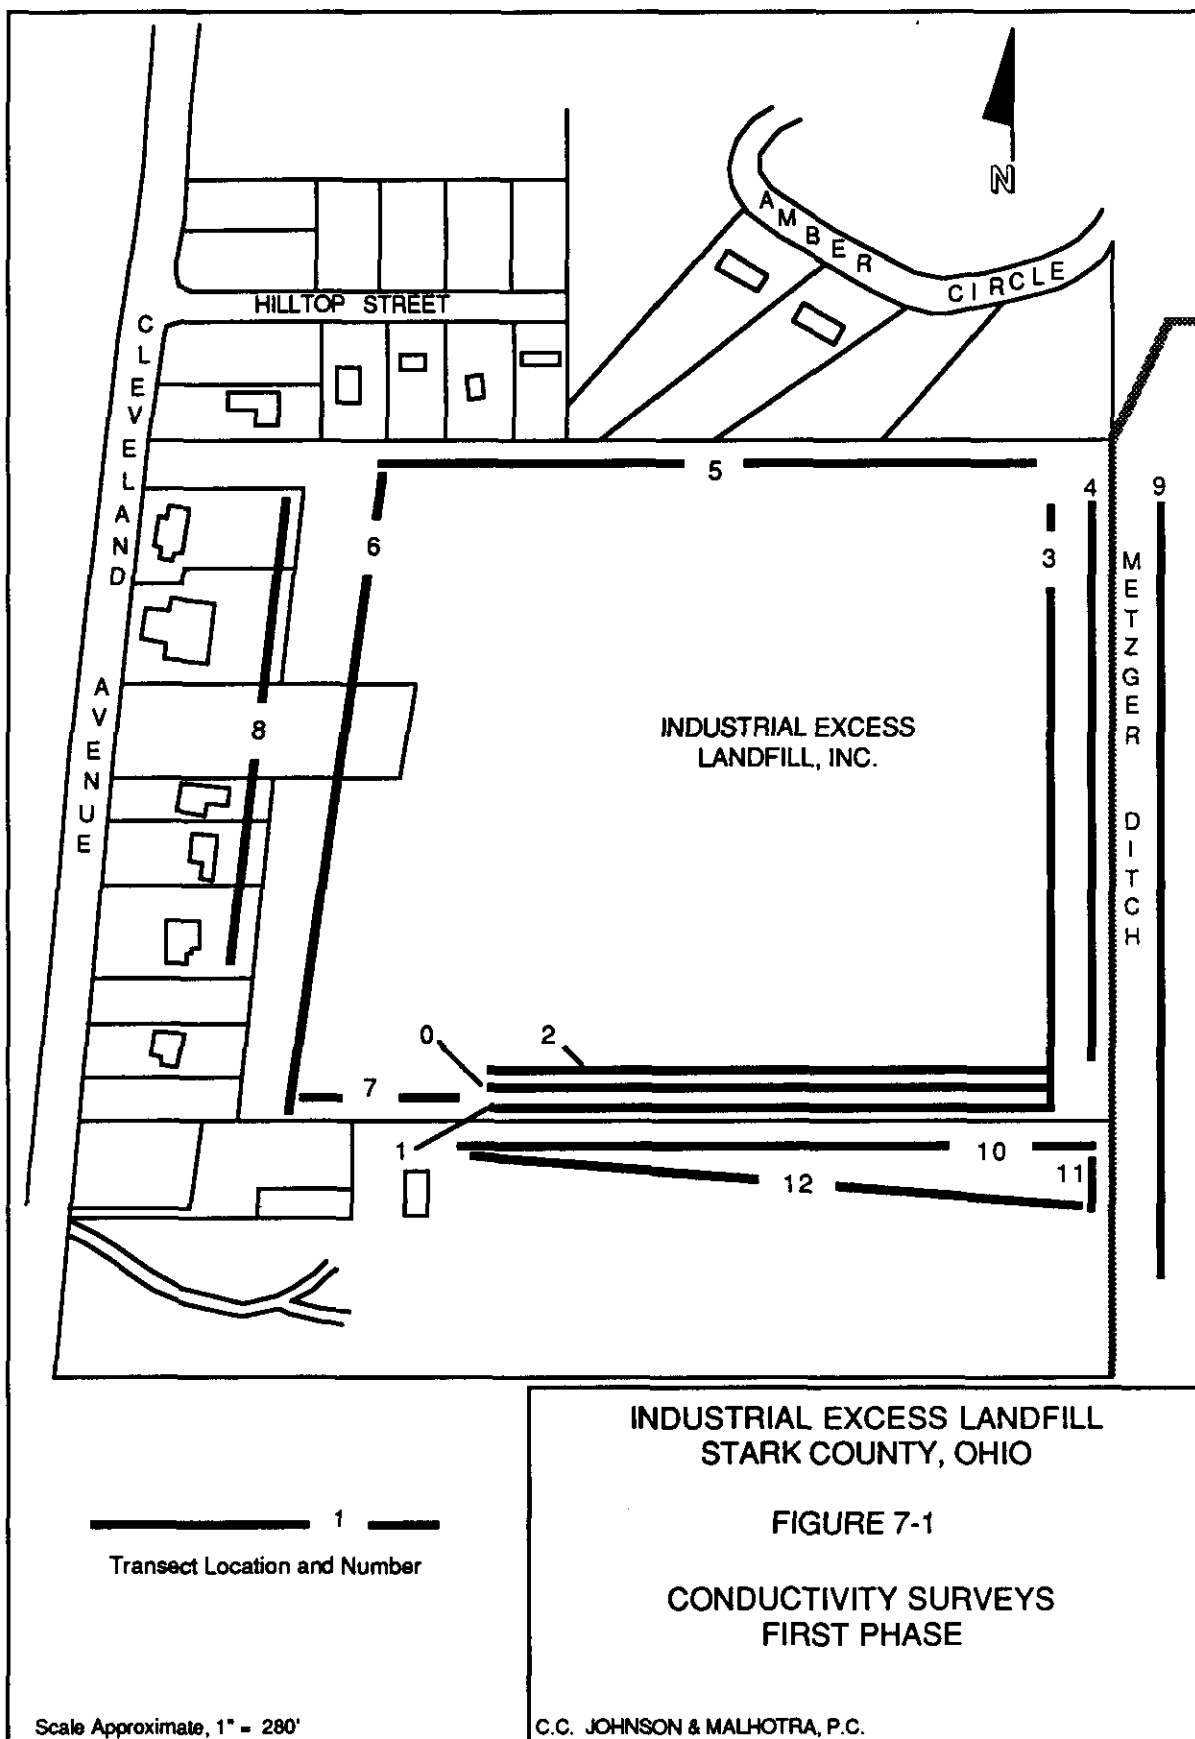 N
AMBER CIRCLE
HILLTOP STREET
CLEVELAND AVENUE
5
4
9
6
3
METZGER DITCH
8
INDUSTRIAL EXCESS
LANDFILL, INC.
0
2
7
1
10
11
12
INDUSTRIAL EXCESS LANDFILL
STARK COUNTY, OHIO
FIGURE 7-1
CONDUCTIVITY SURVEYS
FIRST PHASE
1
Transect Location and Number
Scale Approximate, 1" = 280'
C.C. JOHNSON & MALHOTRA, P.C.